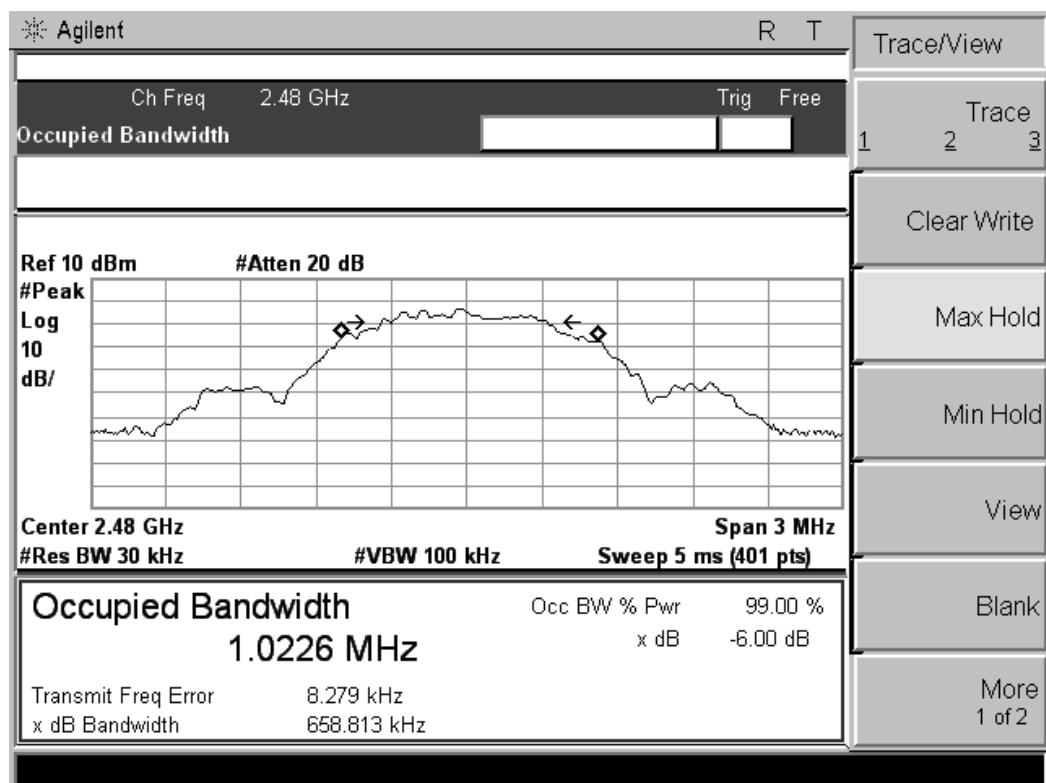 Agilent R T
Trace/View
Ch Freq 2.48 GHz Trig Free
Occupied Bandwidth
Trace
1 2 3
Clear Write
Ref 10 dBm #Atten 20 dB
#Peak
Log
10
dB/
Max Hold
Min Hold
View
Center 2.48 GHz Span 3 MHz
#Res BW 30 kHz #VBW 100 kHz Sweep 5 ms (401 pts)
Occupied Bandwidth Occ BW % Pwr 99.00 %
1.0226 MHz x dB -6.00 dB
Blank
Transmit Freq Error 8.279 kHz
x dB Bandwidth 658.813 kHz
More
1 of 2